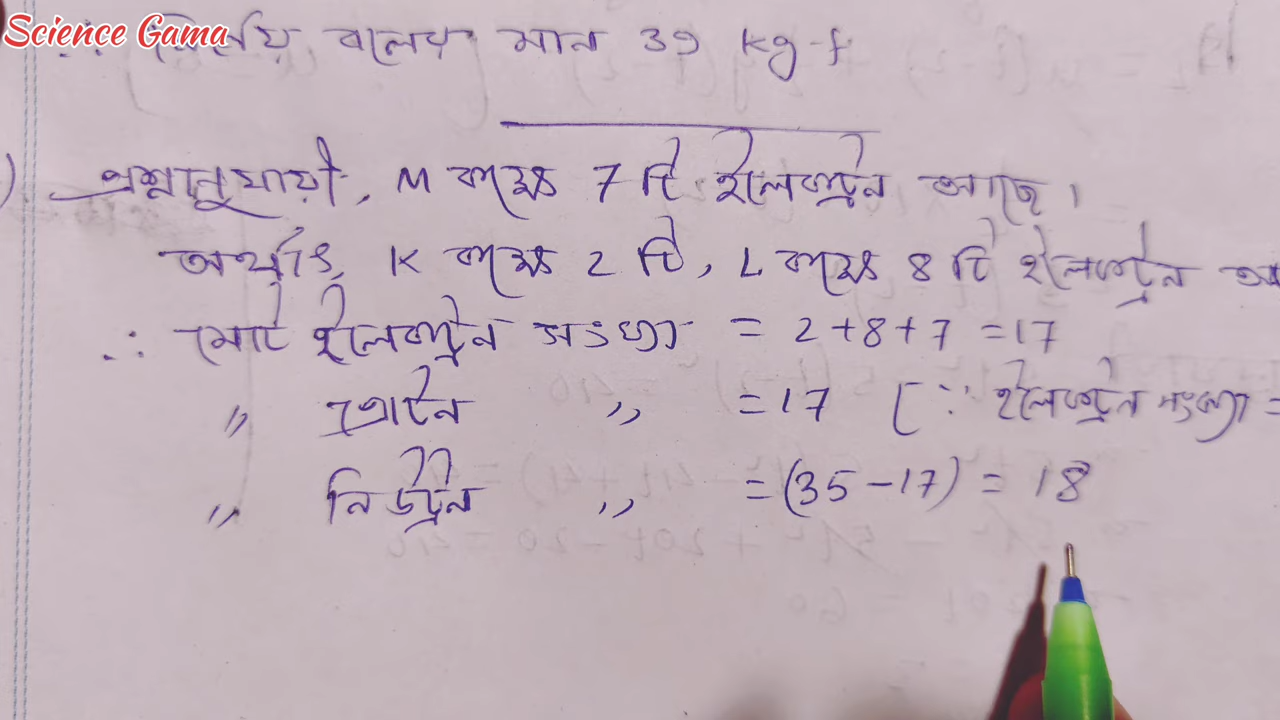 Science Gama
∴ নির্ণেয় বলের মান 39 kg-f
) প্রশ্নানুযায়ী, M কক্ষে 7 টি ইলেকট্রন আছে।
অর্থাৎ, K কক্ষে 2 টি, L কক্ষে 8 টি ইলেকট্রন আ
∴ মোট ইলেকট্রন সংখ্যা = 2+8+7 =17
" প্রোটন " =17 [∵ ইলেকট্রন সংখ্যা =
" নিউট্রন " =(35-17) = 18